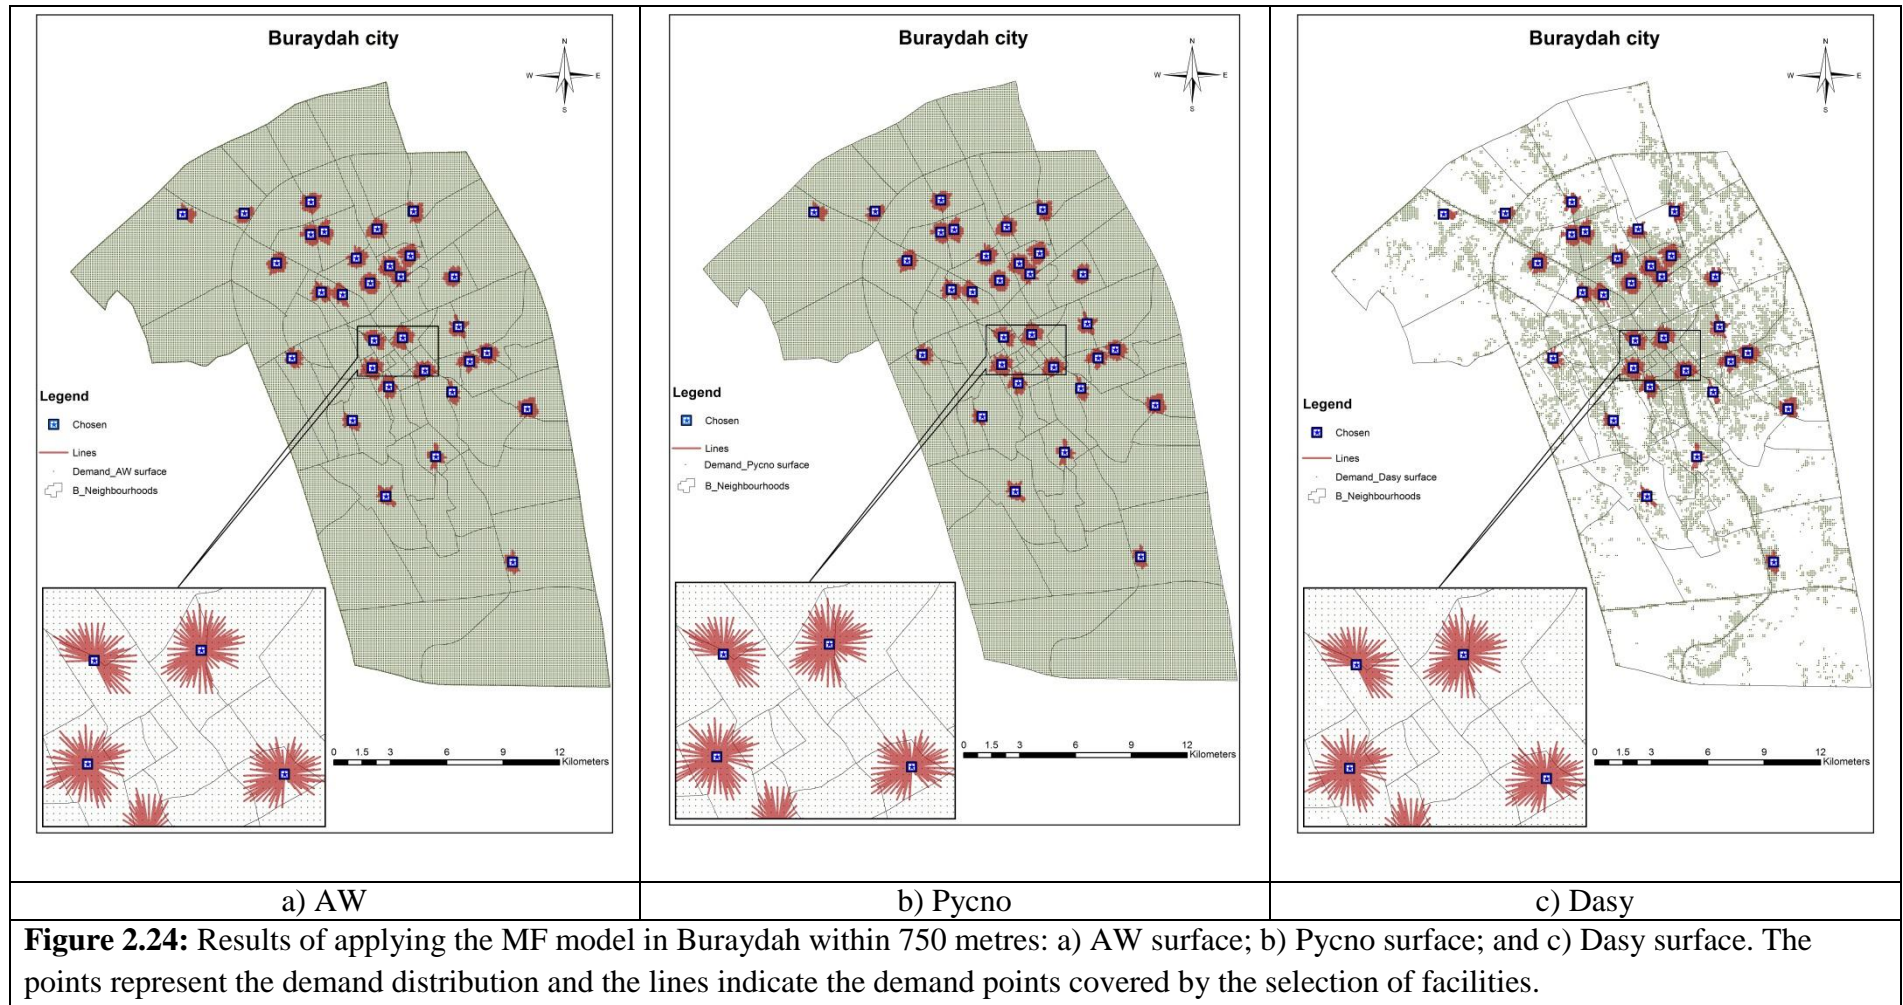 Buraydah city
N
W
E
S
Legend
Chosen
Lines
Demand_AW surface
B_Neighbourhoods
0 1.5 3 6 9 12
Kilometers
Buraydah city
N
W
E
S
Legend
Chosen
Lines
Demand_Pycno surface
B_Neighbourhoods
0 1.5 3 6 9 12
Kilometers
Buraydah city
N
W
E
S
Legend
Chosen
Lines
Demand_Dasy surface
B_Neighbourhoods
0 1.5 3 6 9 12
Kilometers
a) AW
b) Pycno
c) Dasy
Figure 2.24: Results of applying the MF model in Buraydah within 750 metres: a) AW surface; b) Pycno surface; and c) Dasy surface. The
points represent the demand distribution and the lines indicate the demand points covered by the selection of facilities.